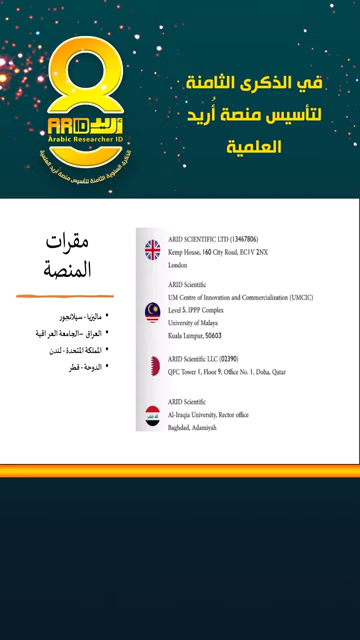 في الذكرى الثامنة
لتأسيس منصة أُريد
العلمية
ARID أريد
Arabic Researcher ID
الذكرى السنوية الثامنة لتأسيس منصة أريد العلمية
مقرات
المنصة
• ماليزيا - سيلانجور
• العراق – الجامعة العراقية
• المملكة المتحدة - لندن
• الدوحة - قطر
ARID SCIENTIFIC LTD (13467806)
Kemp House, 160 City Road, EC1V 2NX
London
ARID Scientific
UM Centre of Innovation and Commercialization (UMCIC)
Level 5, IPPP Complex
University of Malaya
Kuala Lumpur, 50603
ARID Scientific LLC (02390)
QFC Tower 1, Floor 9, Office No. 1, Doha, Qatar
ARID Scientific
Al-Iraqia University, Rector office
Baghdad, Adamiyah